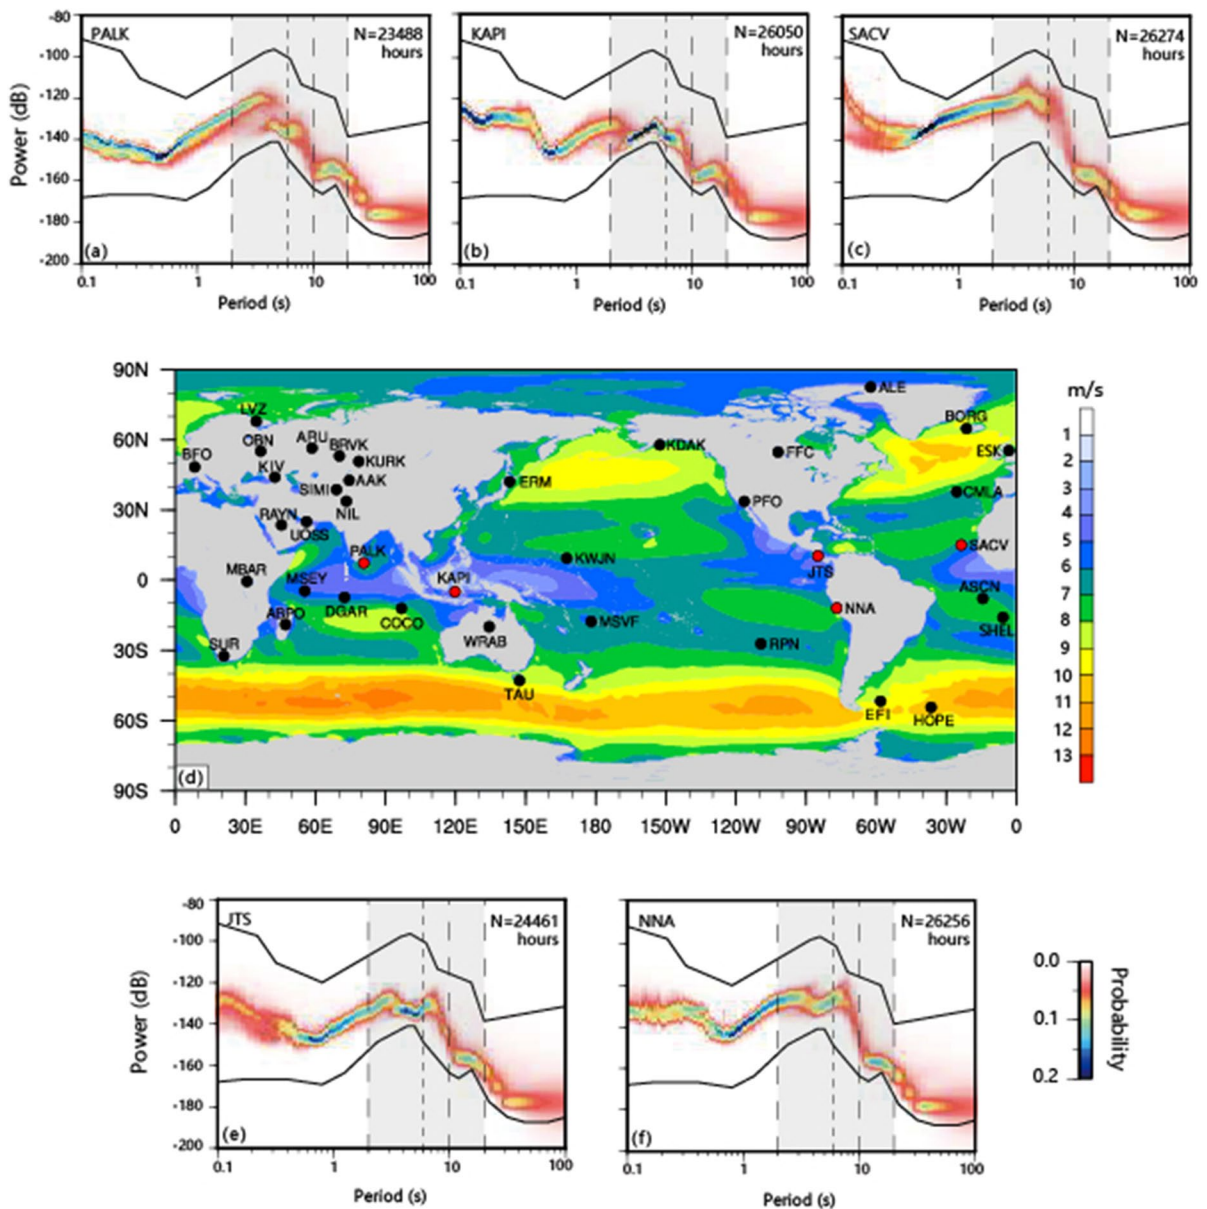 -80
-100
-120
-140
-160
-180
-200
Power (dB)
PALK
N=23488
hours
(a)
0.1
1
10
100
Period (s)
KAPI
N=26050
hours
(b)
0.1
1
10
100
Period (s)
SACV
N=26274
hours
(c)
0.1
1
10
100
Period (s)
90N
60N
30N
0
30S
60S
90S
ALE
LVZ
BORG
OBN
ARU
BRVK
KDAK
FFC
ESK
BFO
KIV
KURK
AAK
SIMI
ERM
CMLA
NIL
PFO
RAYN
UOSS
PALK
KWJN
SACV
JTS
MBAR
MSEY
KAPI
ASCN
DGAR
NNA
ABPO
COCO
MSVF
SHEL
WRAB
RPN
SUR
TAU
EFI
HOPE
(d)
0 30E 60E 90E 120E 150E 180 150W 120W 90W 60W 30W 0
m/s
1
2
3
4
5
6
7
8
9
10
11
12
13
-80
-100
-120
-140
-160
-180
-200
Power (dB)
JTS
N=24461
hours
(e)
0.1
1
10
100
Period (s)
NNA
N=26256
hours
(f)
0.1
1
10
100
Period (s)
0.0
0.1
0.2
Probability